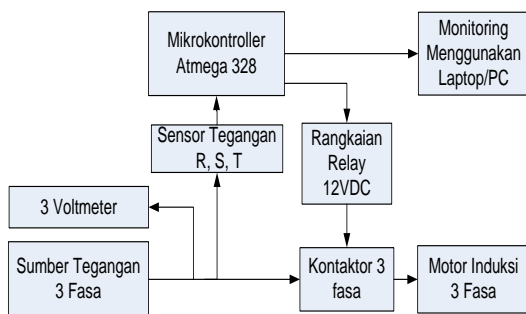 Mikrokontroller
Atmega 328
Monitoring
Menggunakan
Laptop/PC
Sensor Tegangan
R, S, T
Rangkaian
Relay
12VDC
3 Voltmeter
Sumber Tegangan
3 Fasa
Kontaktor 3
fasa
Motor Induksi
3 Fasa